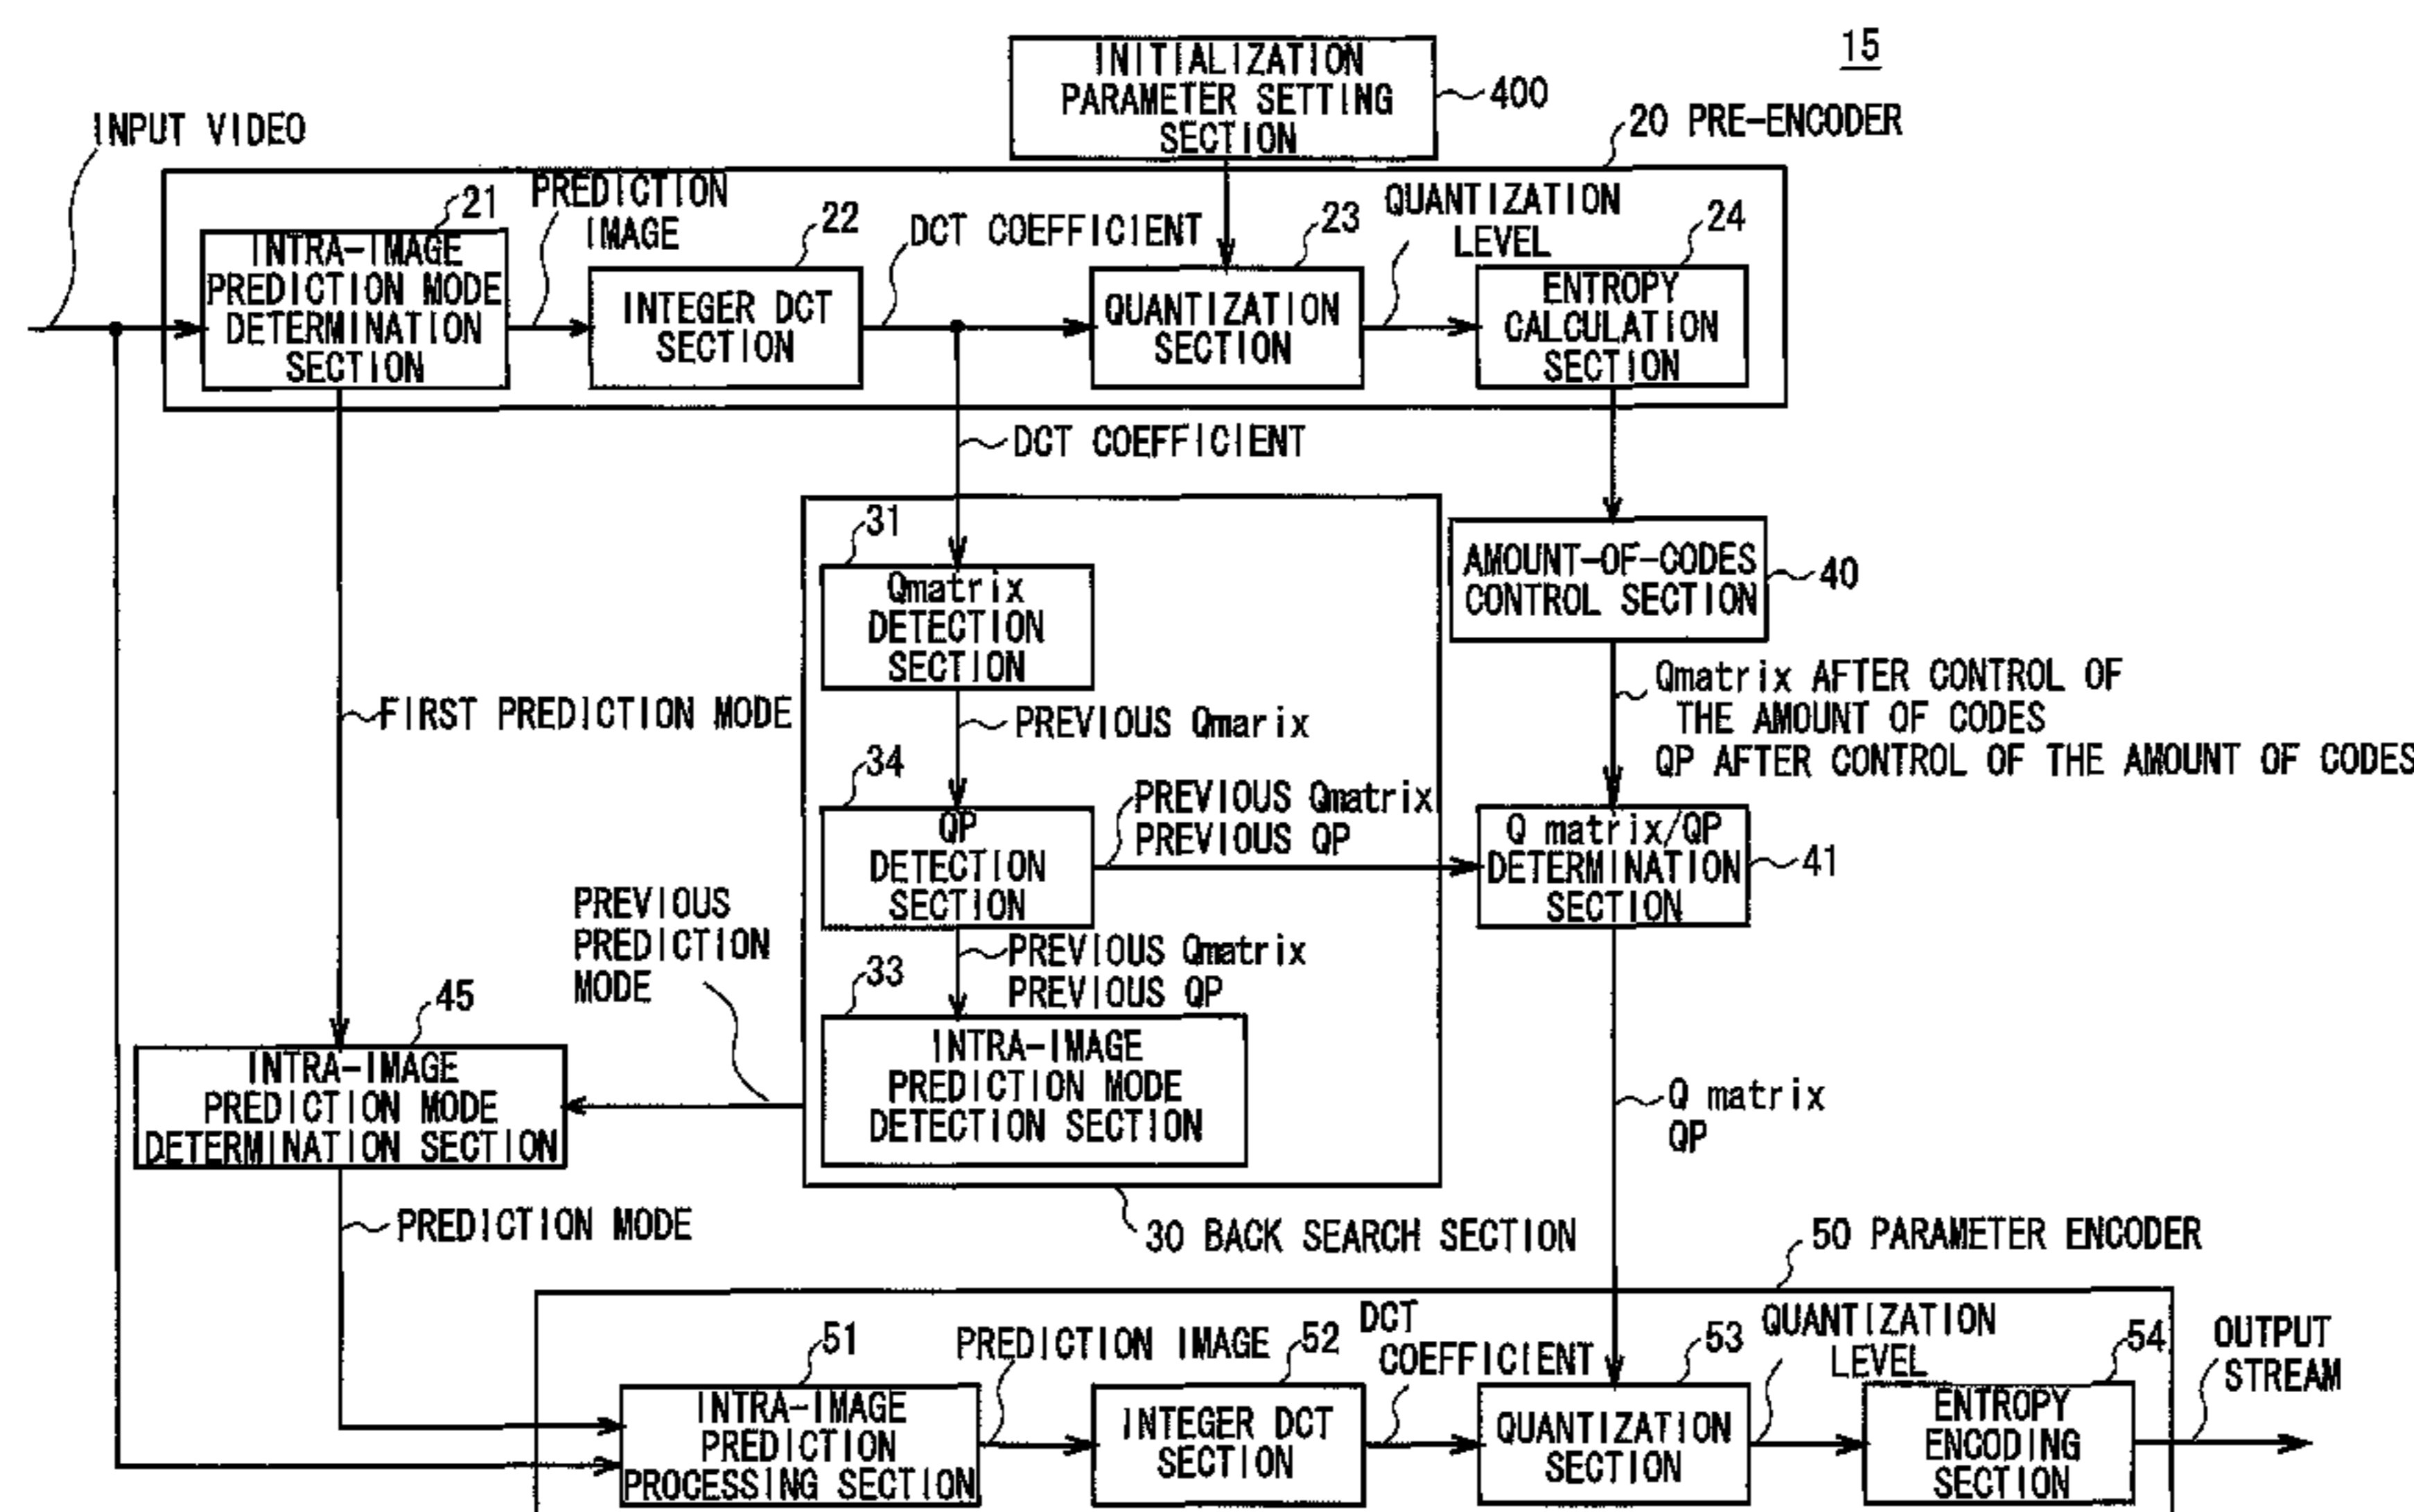 15
INITIALIZATION
PARAMETER SETTING
SECTION
400
INPUT VIDEO
20 PRE-ENCODER
21
INTRA-IMAGE
PREDICTION MODE
DETERMINATION
SECTION
PREDICTION
IMAGE
22
INTEGER DCT
SECTION
DCT COEFFICIENT
23
QUANTIZATION
SECTION
QUANTIZATION
LEVEL
24
ENTROPY
CALCULATION
SECTION
DCT COEFFICIENT
31
Qmatrix
DETECTION
SECTION
AMOUNT-OF-CODES
CONTROL SECTION
40
FIRST PREDICTION MODE
PREVIOUS Qmarix
Qmatrix AFTER CONTROL OF
THE AMOUNT OF CODES
QP AFTER CONTROL OF THE AMOUNT OF CODES
34
QP
DETECTION
SECTION
PREVIOUS Qmatrix
PREVIOUS QP
Q matrix/QP
DETERMINATION
SECTION
41
PREVIOUS
PREDICTION
MODE
PREVIOUS Qmatrix
PREVIOUS QP
33
INTRA-IMAGE
PREDICTION MODE
DETECTION SECTION
45
INTRA-IMAGE
PREDICTION MODE
DETERMINATION SECTION
Q matrix
QP
PREDICTION MODE
30 BACK SEARCH SECTION
50 PARAMETER ENCODER
51
INTRA-IMAGE
PREDICTION
PROCESSING SECTION
PREDICTION IMAGE
52
INTEGER DCT
SECTION
DCT
COEFFICIENT
53
QUANTIZATION
SECTION
QUANTIZATION
LEVEL
54
ENTROPY
ENCODING
SECTION
OUTPUT
STREAM